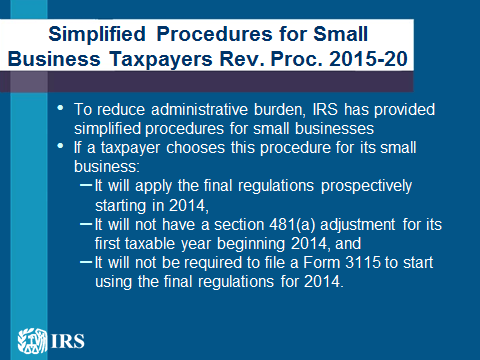 Simplified Procedures for Small
Business Taxpayers Rev. Proc. 2015-20
• To reduce administrative burden, IRS has provided
simplified procedures for small businesses
• If a taxpayer chooses this procedure for its small
business:
—It will apply the final regulations prospectively
starting in 2014,
—It will not have a section 481(a) adjustment for its
first taxable year beginning 2014, and
—It will not be required to file a Form 3115 to start
using the final regulations for 2014.
IRS